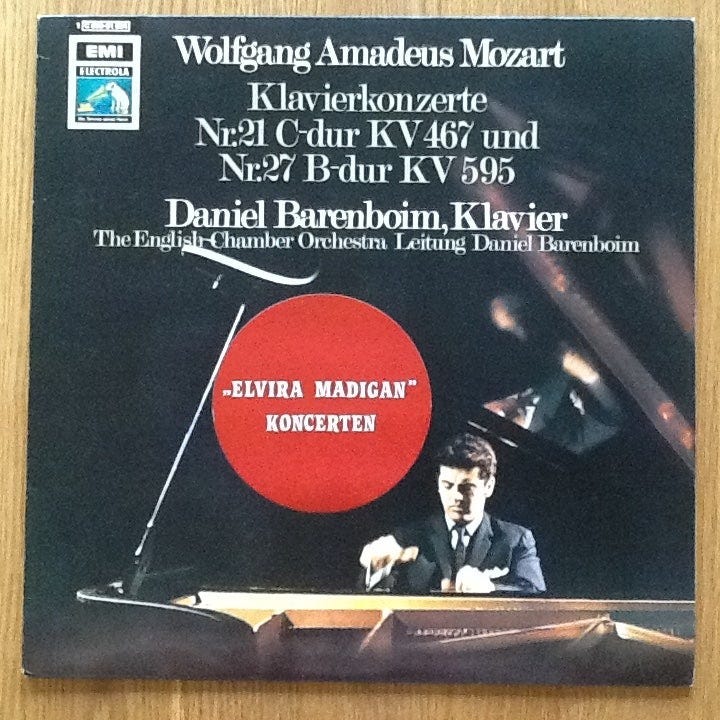 EMI
ELECTROLA
Wolfgang Amadeus Mozart
Klavierkonzerte
Nr.21 C-dur KV 467 und
Nr.27 B-dur KV 595
Daniel Barenboim, Klavier
The English Chamber Orchestra Leitung Daniel Barenboim
„ELVIRA MADIGAN”
KONCERTEN